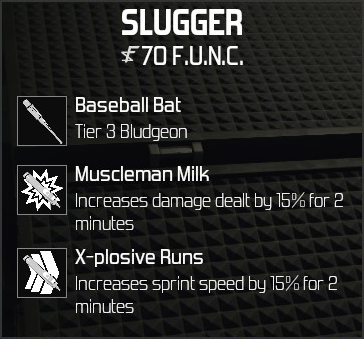 SLUGGER
70 F.U.N.C.
Baseball Bat
Tier 3 Bludgeon
Muscleman Milk
Increases damage dealt by 15% for 2
minutes
X-plosive Runs
Increases sprint speed by 15% for 2
minutes